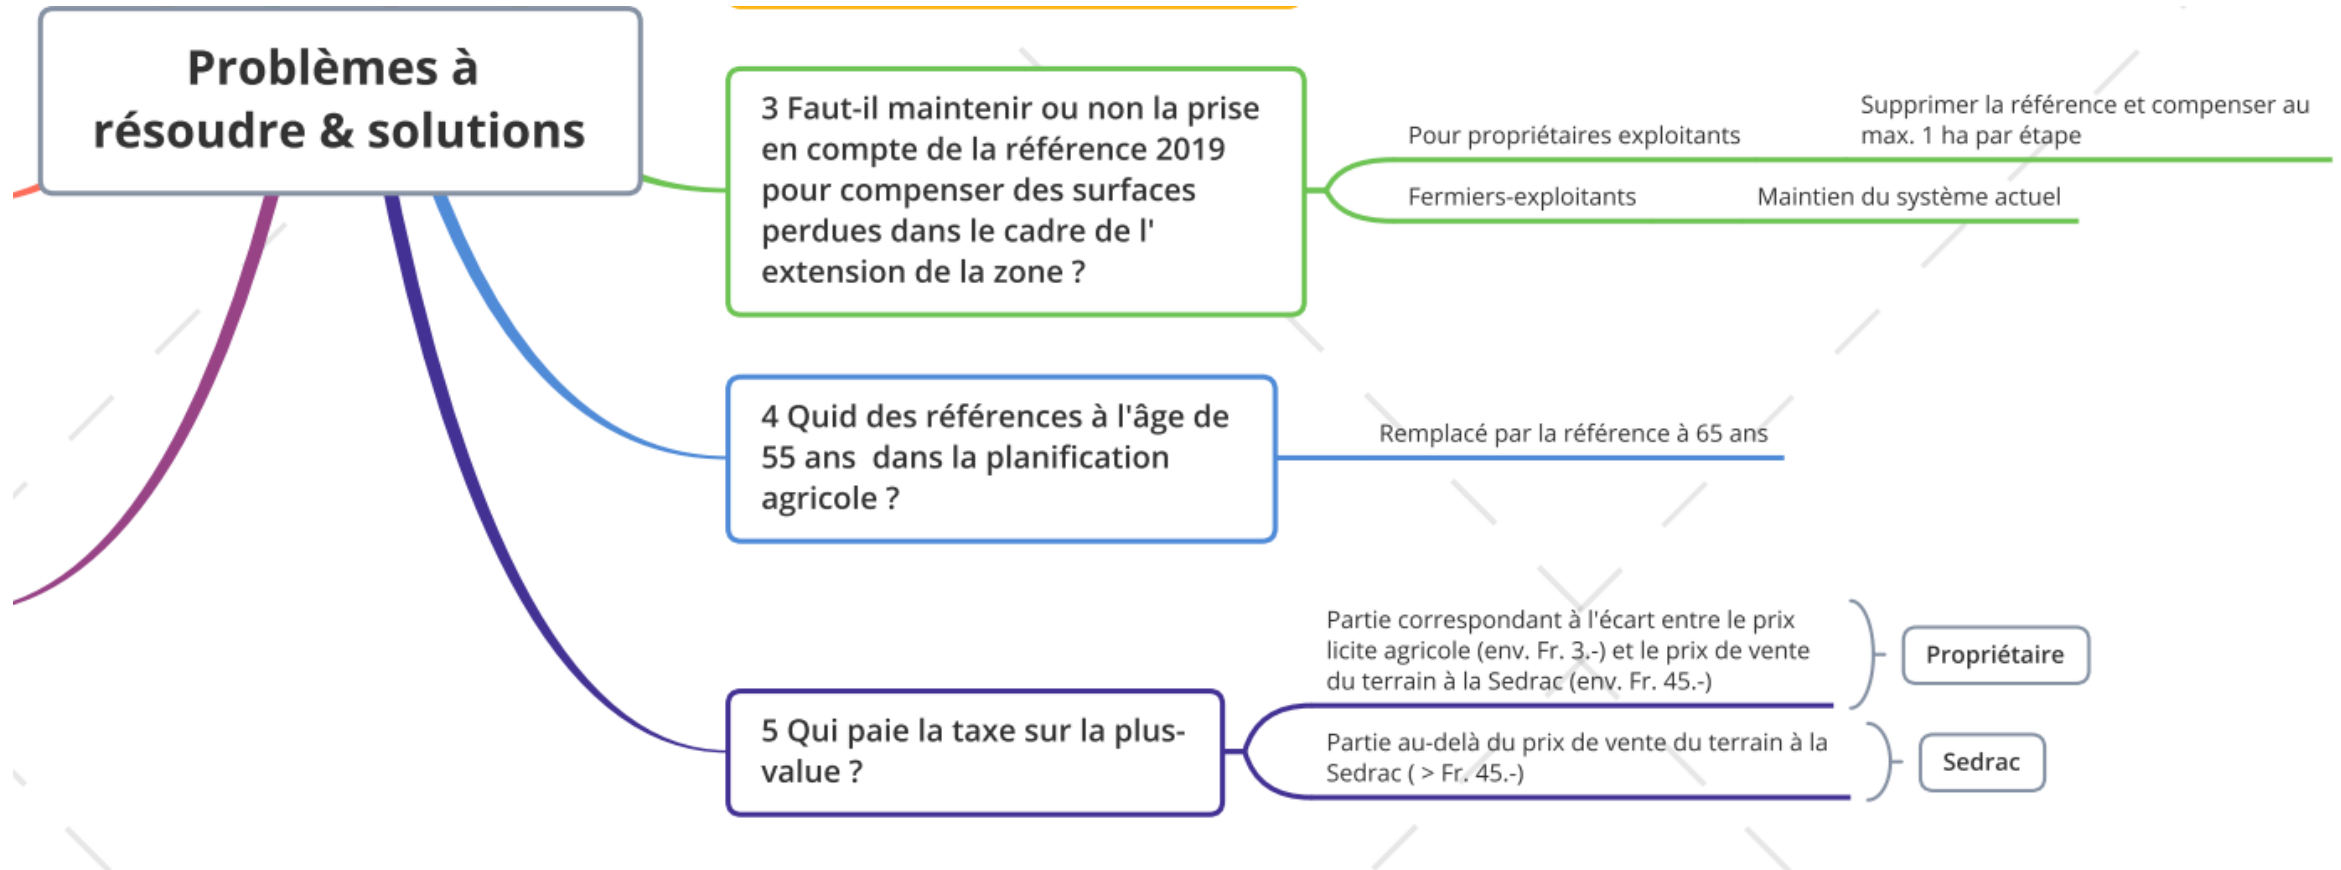 Problèmes à
résoudre & solutions
3 Faut-il maintenir ou non la prise
en compte de la référence 2019
pour compenser des surfaces
perdues dans le cadre de l'
extension de la zone ?
Pour propriétaires exploitants
Supprimer la référence et compenser au
max. 1 ha par étape
Fermiers-exploitants
Maintien du système actuel
4 Quid des références à l'âge de
55 ans  dans la planification
agricole ?
Remplacé par la référence à 65 ans
5 Qui paie la taxe sur la plus-
value ?
Partie correspondant à l'écart entre le prix
licite agricole (env. Fr. 3.-) et le prix de vente
du terrain à la Sedrac (env. Fr. 45.-)
Propriétaire
Partie au-delà du prix de vente du terrain à la
Sedrac ( > Fr. 45.-)
Sedrac